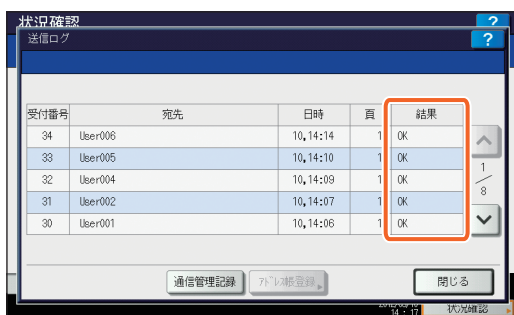 状況確認
?
送信ログ
?
受付番号 宛先 日時 頁 結果
34 User006 10,14:14 1 OK
33 User005 10,14:10 1 OK
32 User004 10,14:09 1 OK
31 User002 10,14:07 1 OK
30 User001 10,14:06 1 OK
1
8
通信管理記録 ｱﾄﾞﾚｽ帳登録 閉じる
14 : 17 状況確認